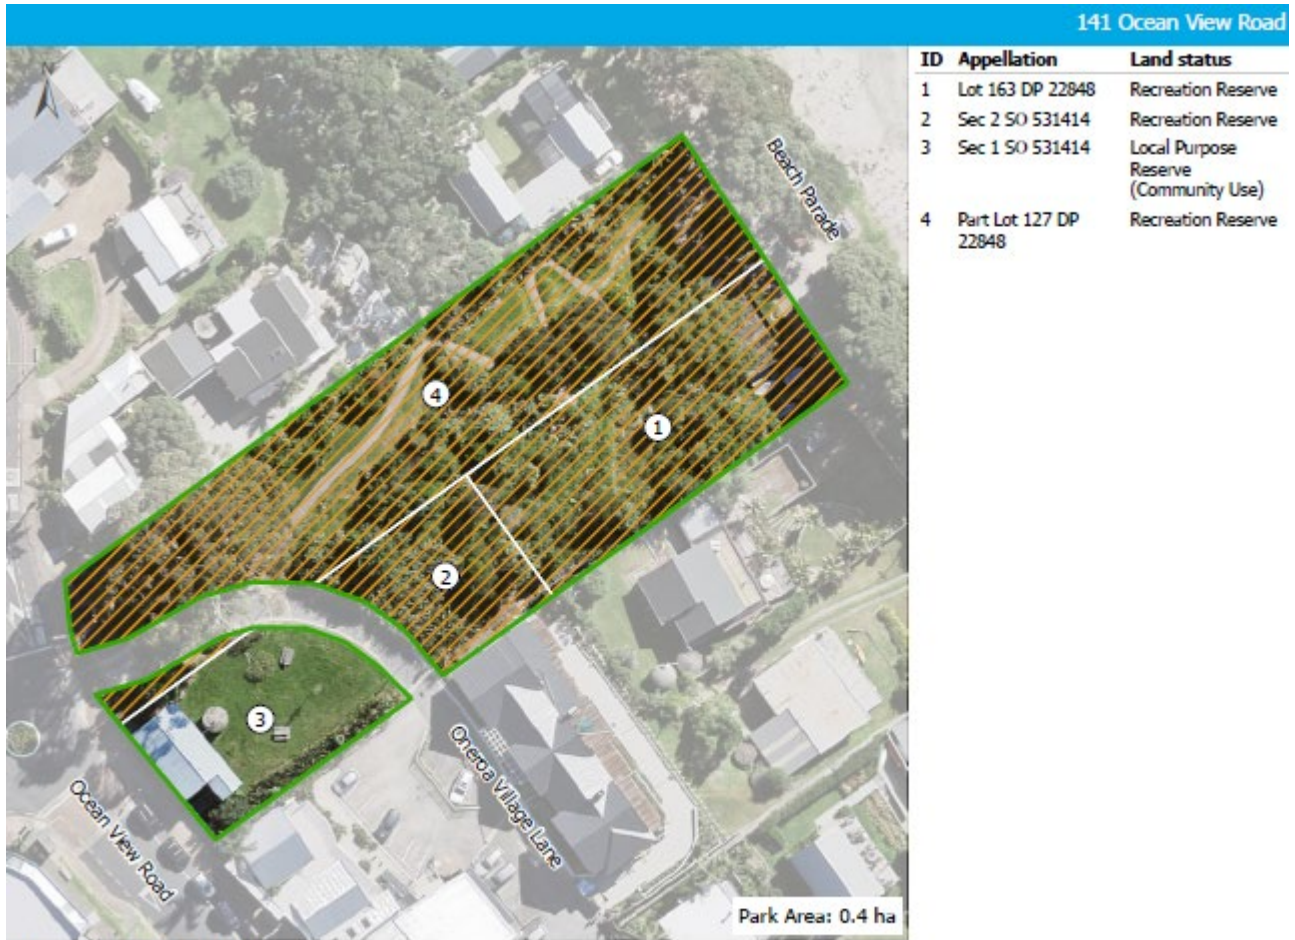 141 Ocean View Road
ID Appellation Land status
1 Lot 163 DP 22848 Recreation Reserve
2 Sec 2 SO 531414 Recreation Reserve
3 Sec 1 SO 531414 Local Purpose
Reserve
(Community Use)
4 Part Lot 127 DP Recreation Reserve
22848
Beach Parade
4
1
2
3
Oneroa Village Lane
Ocean View Road
Park Area: 0.4 ha